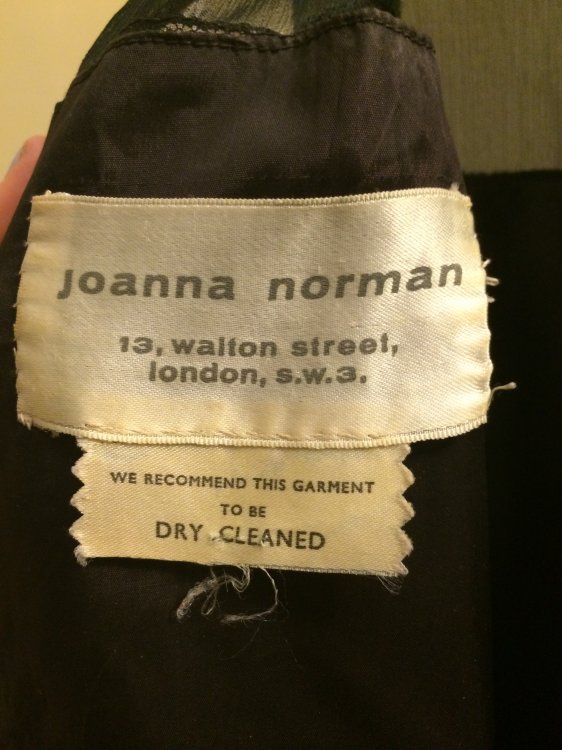 joanna norman
13, walton street,
london, s.w.3.
WE RECOMMEND THIS GARMENT
TO BE
DRY CLEANED